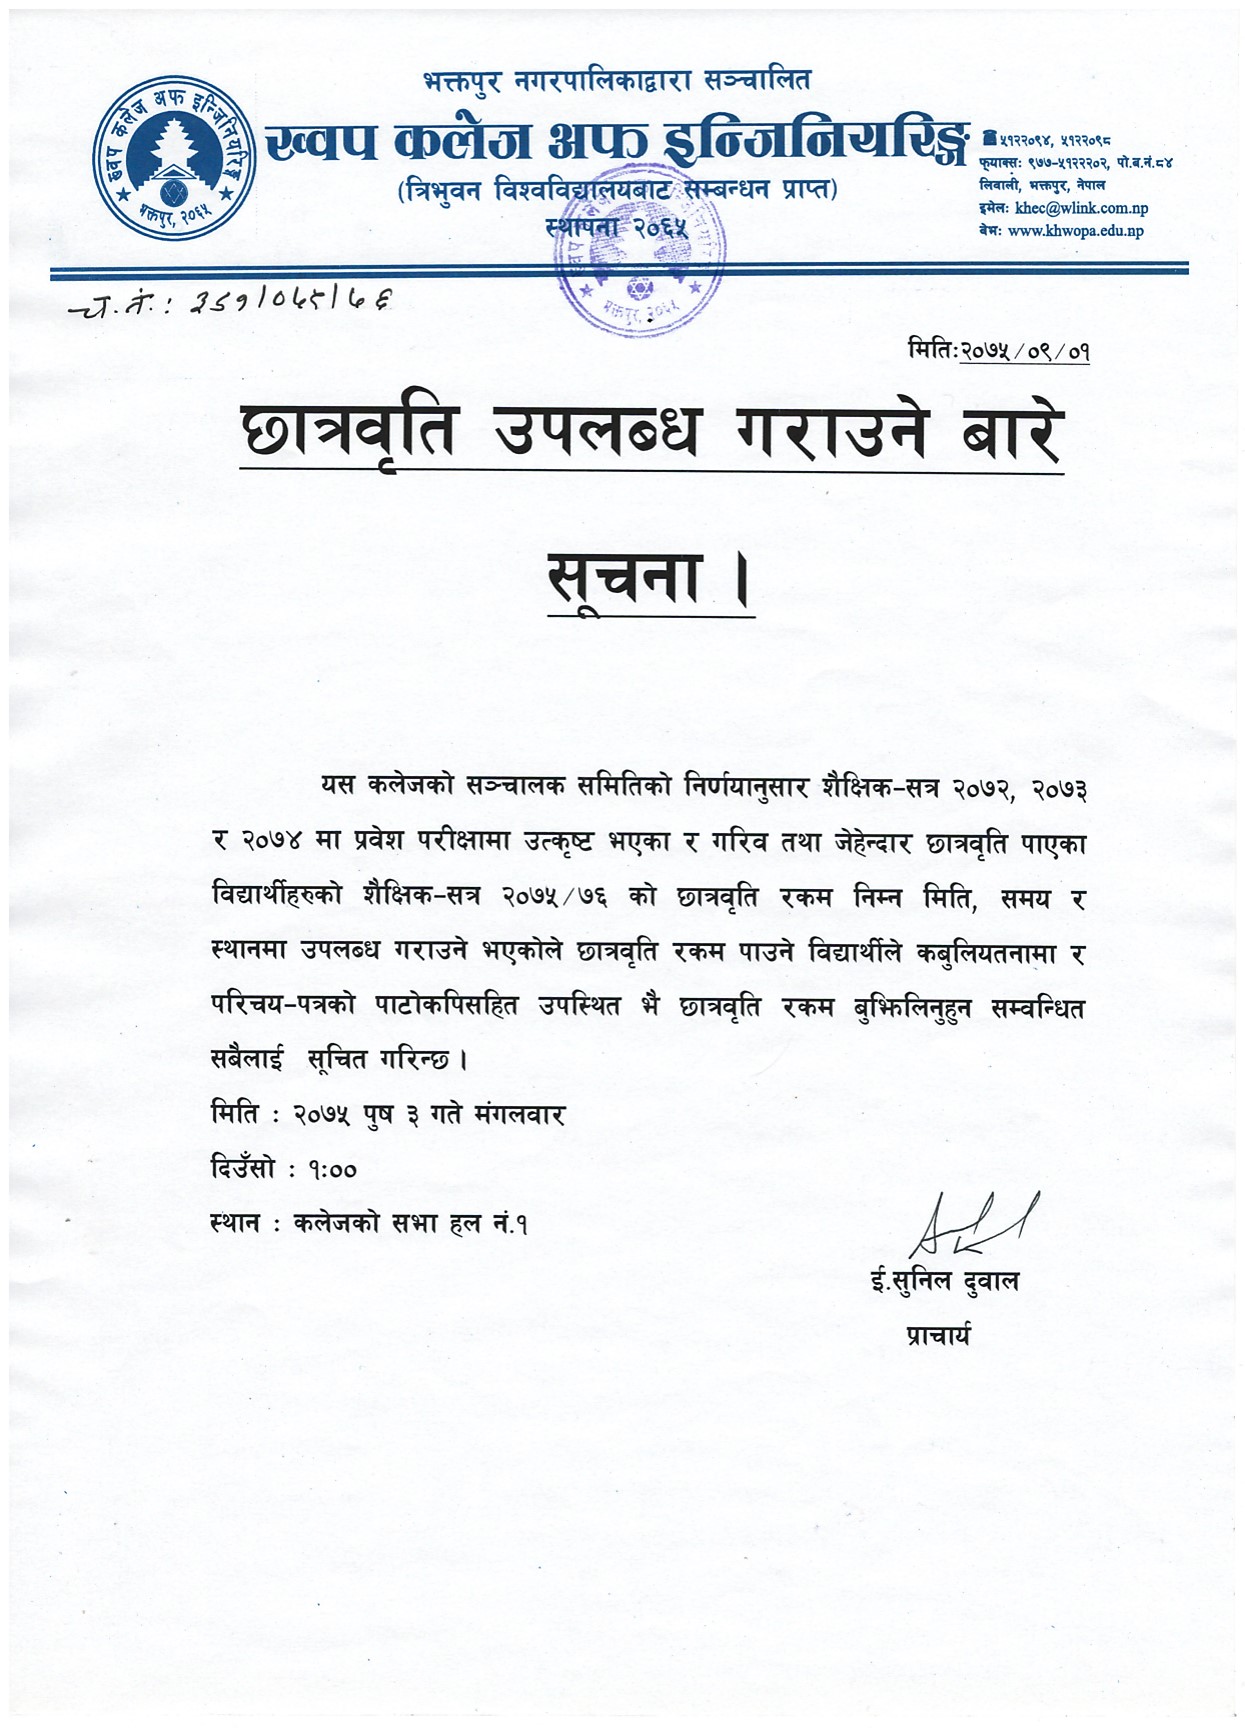 भक्तपुर नगरपालिकाद्वारा सञ्चालित
ख्वप कलेज अफ इन्जिनियरिङ्ग
(त्रिभुवन विश्वविद्यालयबाट सम्बन्धन प्राप्त)
स्थापना २०६५
ख्वप कलेज अफ इन्जिनियरिङ्ग
भक्तपुर, २०६५
☎५१२२०९४, ५१२२०९८
फ्याक्सः ९७७-५१२२२०२, पो.ब.नं.८४
लिवाली, भक्तपुर, नेपाल
इमेलः khec@wlink.com.np
बेभः www.khwopa.edu.np
भक्तपुर, २०६५
च.नं.: ३५१/०७५/७६
मितिः२०७५/०९/०१
छात्रवृति उपलब्ध गराउने बारे
सूचना ।
यस कलेजको सञ्चालक समितिको निर्णयानुसार शैक्षिक-सत्र २०७२, २०७३
र २०७४ मा प्रवेश परीक्षामा उत्कृष्ट भएका र गरिव तथा जेहेन्दार छात्रवृति पाएका
विद्यार्थीहरुको शैक्षिक-सत्र २०७५/७६ को छात्रवृति रकम निम्न मिति, समय र
स्थानमा उपलब्ध गराउने भएकोले छात्रवृति रकम पाउने विद्यार्थीले कबुलियतनामा र
परिचय-पत्रको पाटोकपिसहित उपस्थित भै छात्रवृति रकम बुझिलिनुहुन सम्वन्धित
सबैलाई सूचित गरिन्छ ।
मिति : २०७५ पुष ३ गते मंगलवार
दिउँसो : १:००
स्थान : कलेजको सभा हल नं.१
ई.सुनिल दुवाल
प्राचार्य